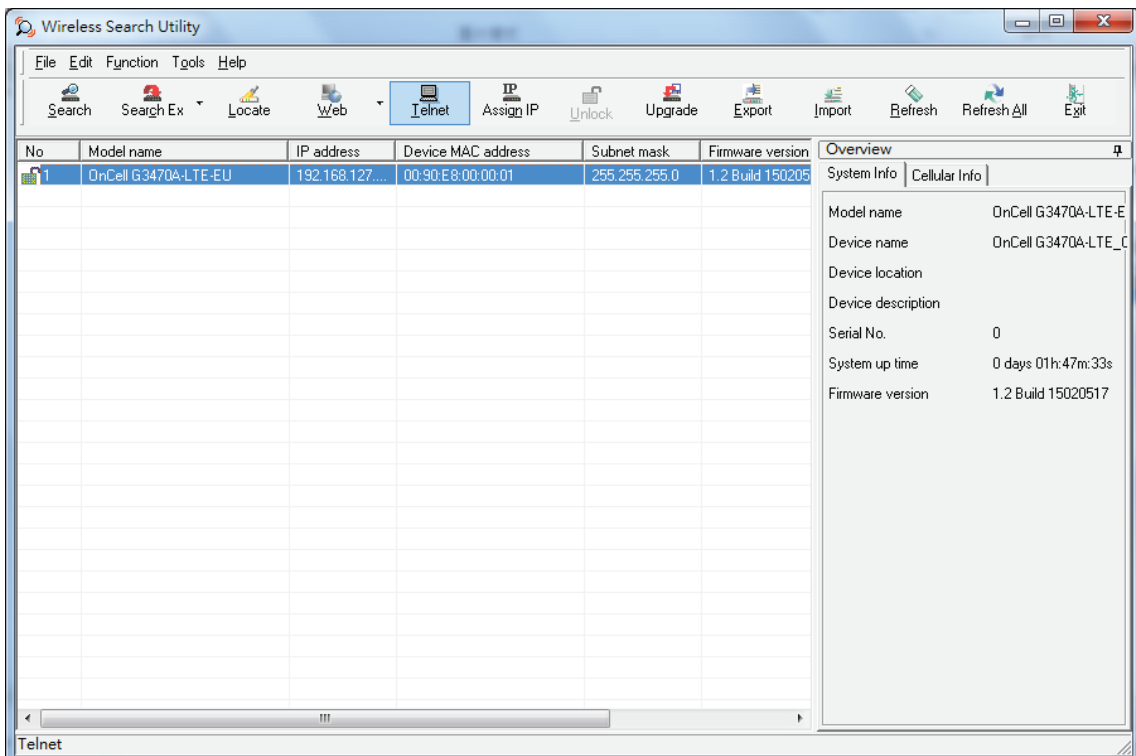 Wireless Search Utility
File Edit Function Tools Help
Search Search Ex Locate Web Telnet Assign IP Unlock Upgrade Export Import Refresh Refresh All Exit
No Model name IP address Device MAC address Subnet mask Firmware version
1 OnCell G3470A-LTE-EU 192.168.127.... 00:90:E8:00:00:01 255.255.255.0 1.2 Build 150205
Overview
System Info Cellular Info
Model name OnCell G3470A-LTE-E
Device name OnCell G3470A-LTE_
Device location
Device description
Serial No. 0
System up time 0 days 01h:47m:33s
Firmware version 1.2 Build 15020517
Telnet